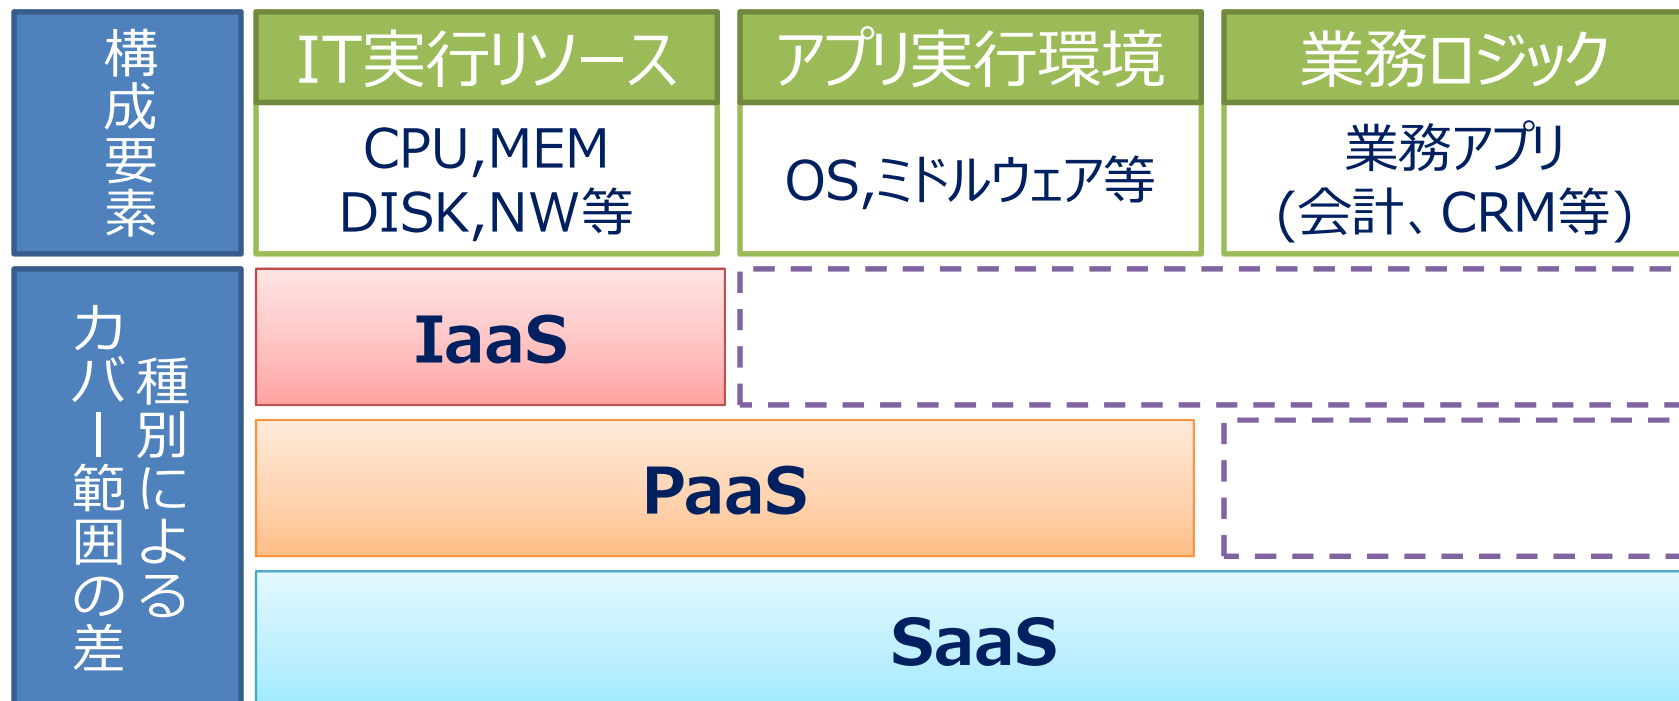 構成要素
IT実行リソース
アプリ実行環境
業務ロジック
CPU,MEM
DISK,NW等
OS,ミドルウェア等
業務アプリ
(会計、CRM等)
種別による
カバー範囲の差
IaaS
PaaS
SaaS